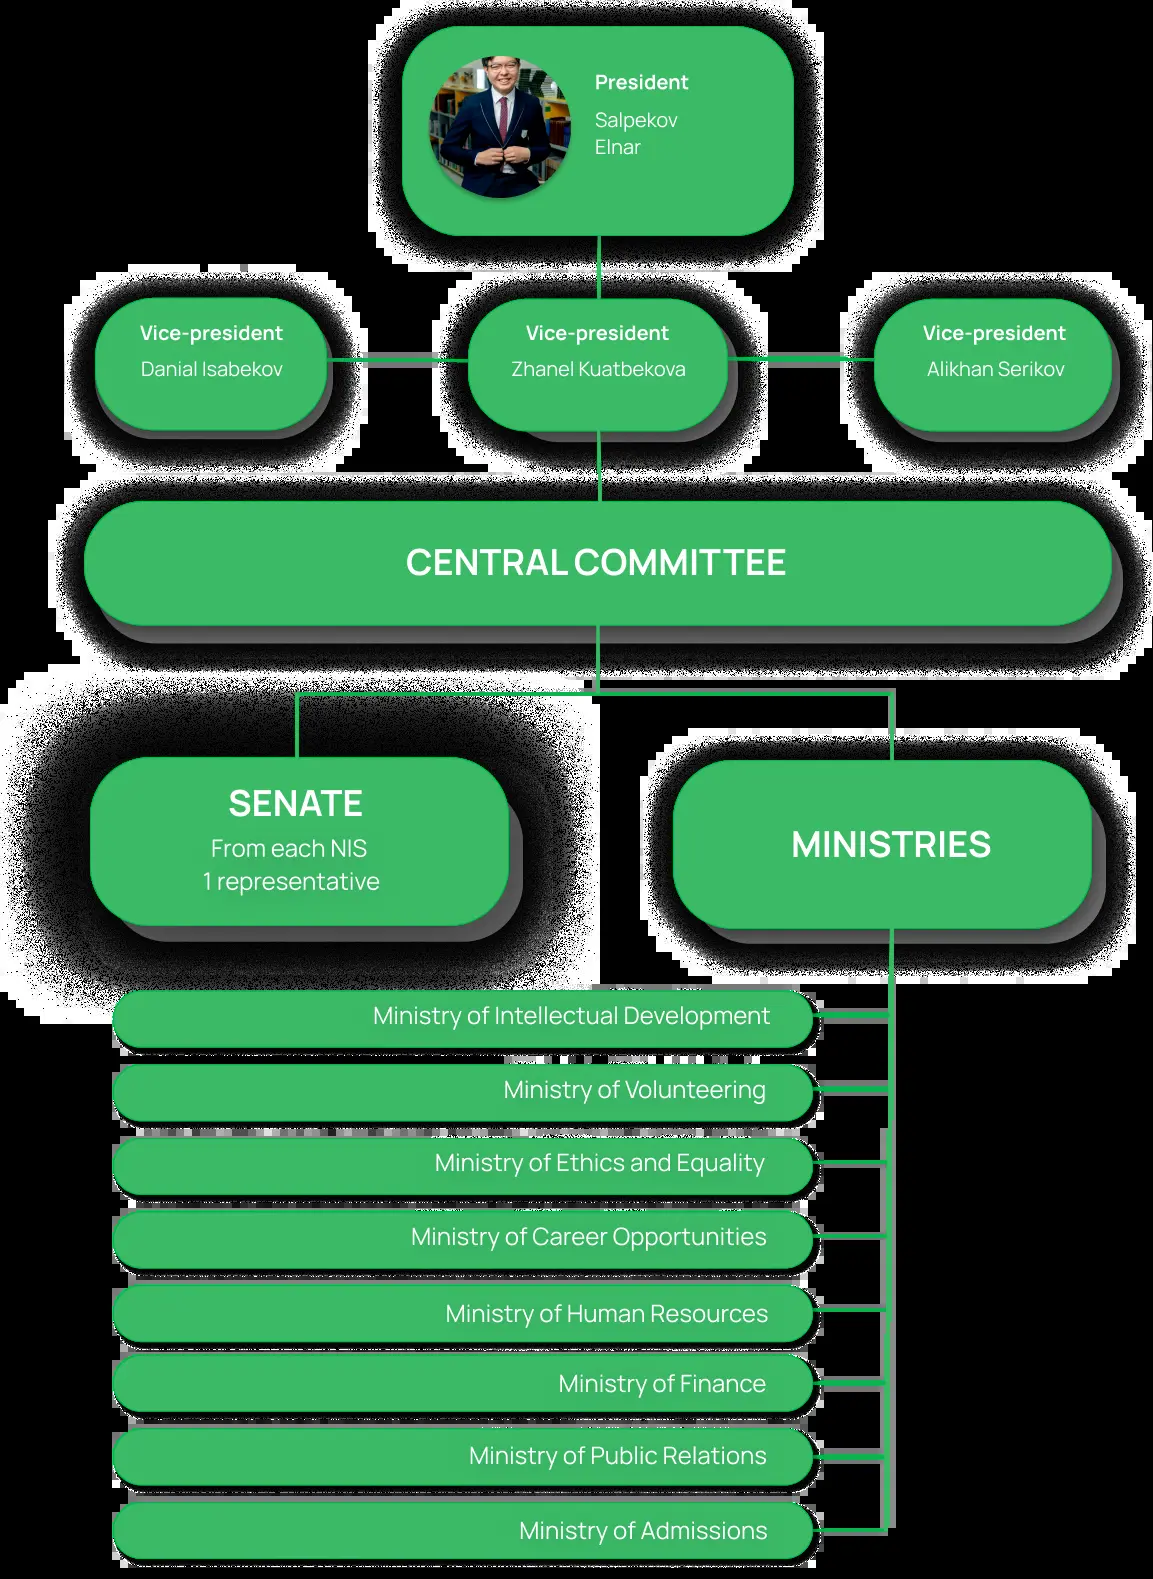 President
Salpekov
Elnar
Vice-president
Danial Isabekov
Vice-president
Zhanel Kuatbekova
Vice-president
Alikhan Serikov
CENTRAL COMMITTEE
SENATE
From each NIS
1 representative
MINISTRIES
Ministry of Intellectual Development
Ministry of Volunteering
Ministry of Ethics and Equality
Ministry of Career Opportunities
Ministry of Human Resources
Ministry of Finance
Ministry of Public Relations
Ministry of Admissions